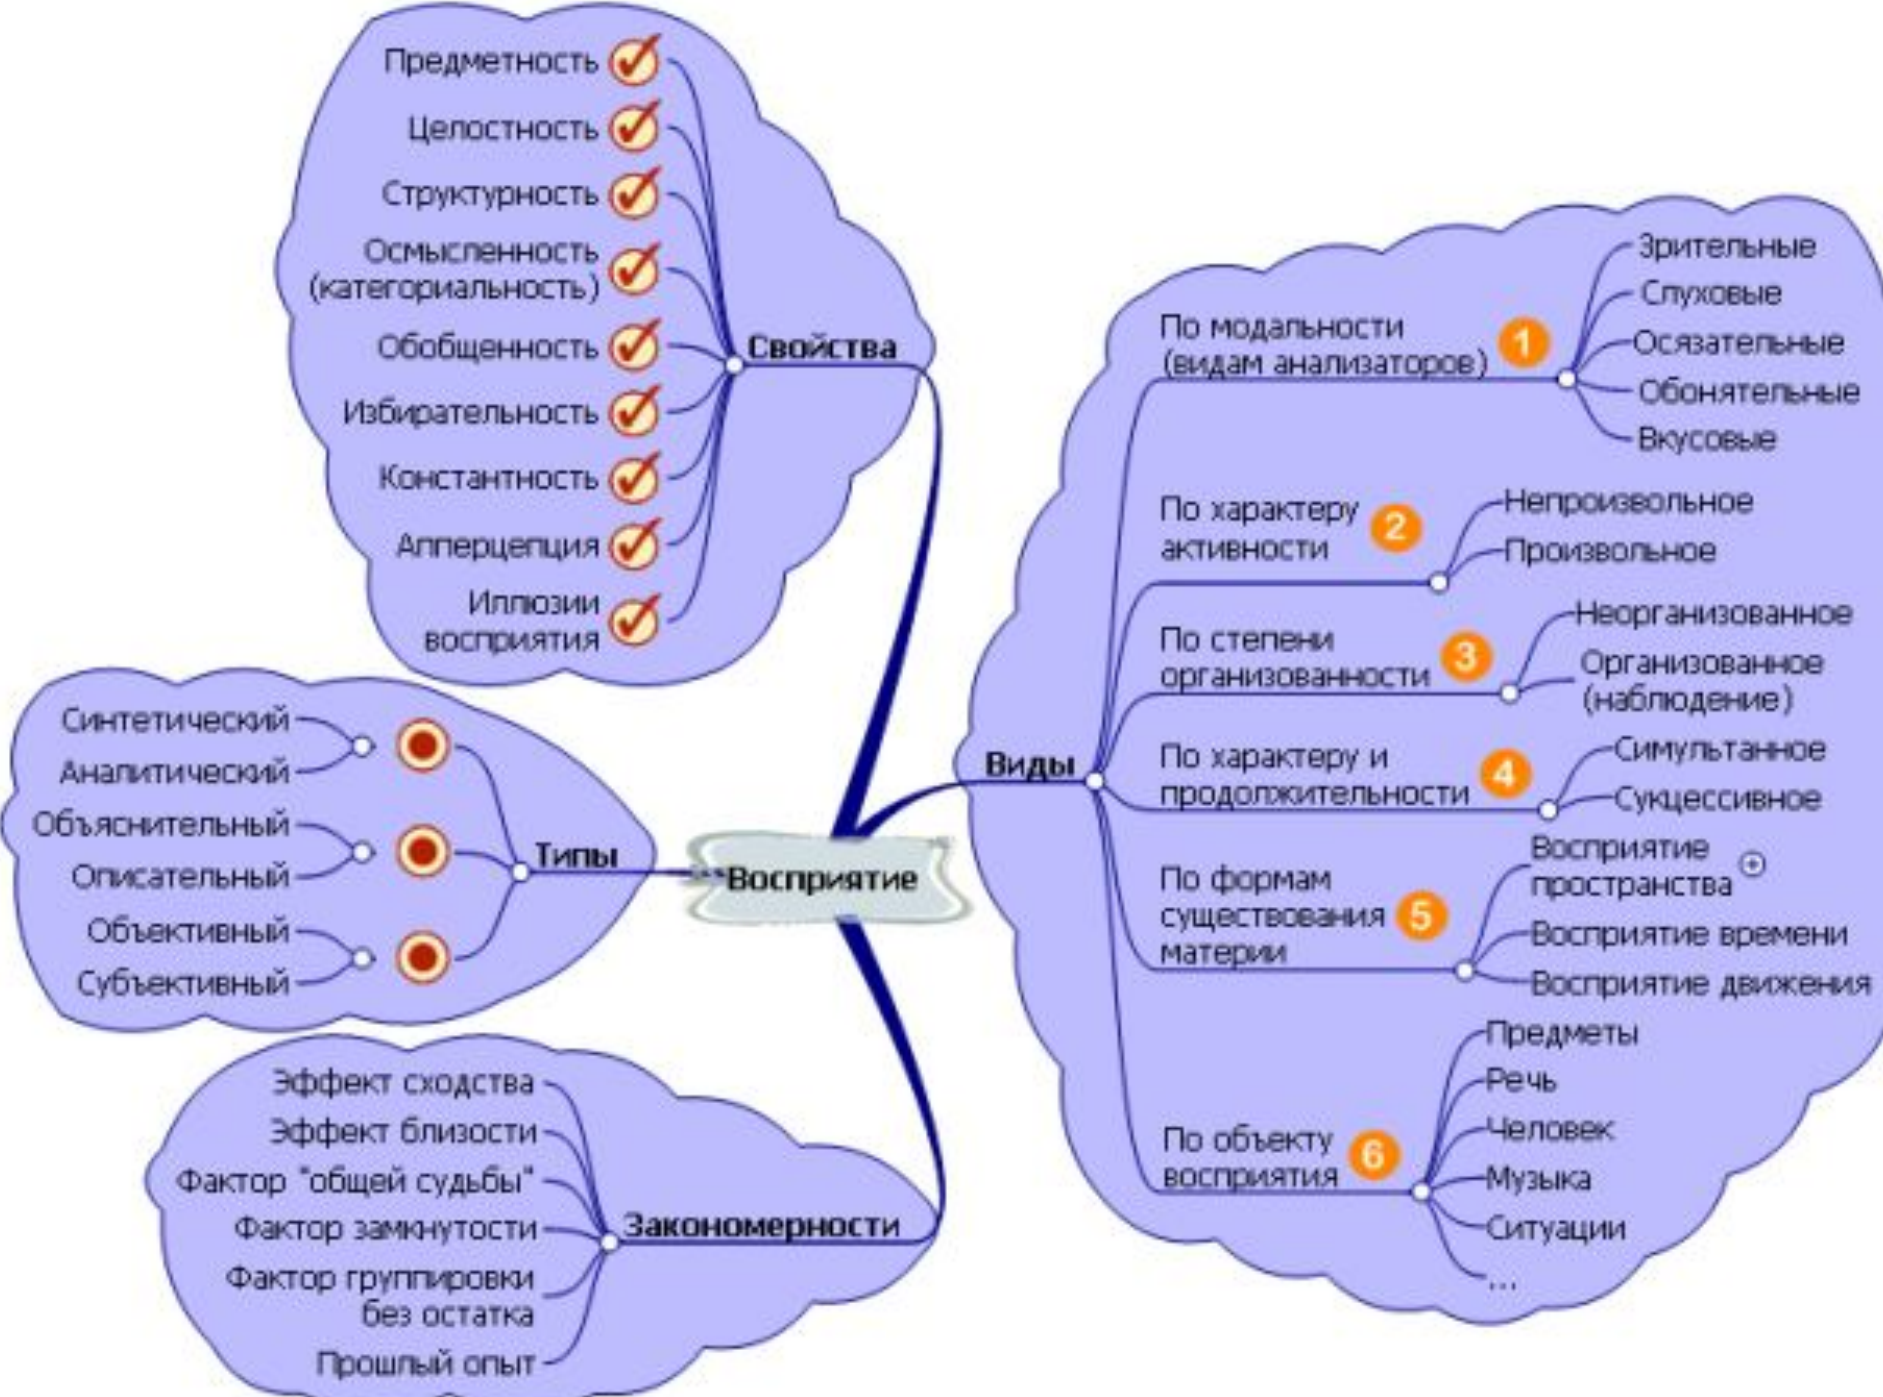 Предметность
Целостность
Структурность
Осмысленность
(категориальность)
Обобщенность
Избирательность
Константность
Апперцепция
Иллюзии
восприятия
Свойства
Синтетический
Аналитический
Объяснительный
Описательный
Объективный
Субъективный
Типы
Восприятие
Эффект сходства
Эффект близости
Фактор "общей судьбы"
Фактор замкнутости
Фактор группировки
без остатка
Прошлый опыт
Закономерности
Виды
По модальности
(видам анализаторов) 1
Зрительные
Слуховые
Осязательные
Обонятельные
Вкусовые
По характеру
активности 2
Непроизвольное
Произвольное
По степени
организованности 3
Неорганизованное
Организованное
(наблюдение)
По характеру и
продолжительности 4
Симультанное
Сукцессивное
По формам
существования 5
материи
Восприятие
пространства
Восприятие времени
Восприятие движения
По объекту
восприятия 6
Предметы
Речь
Человек
Музыка
Ситуации
...